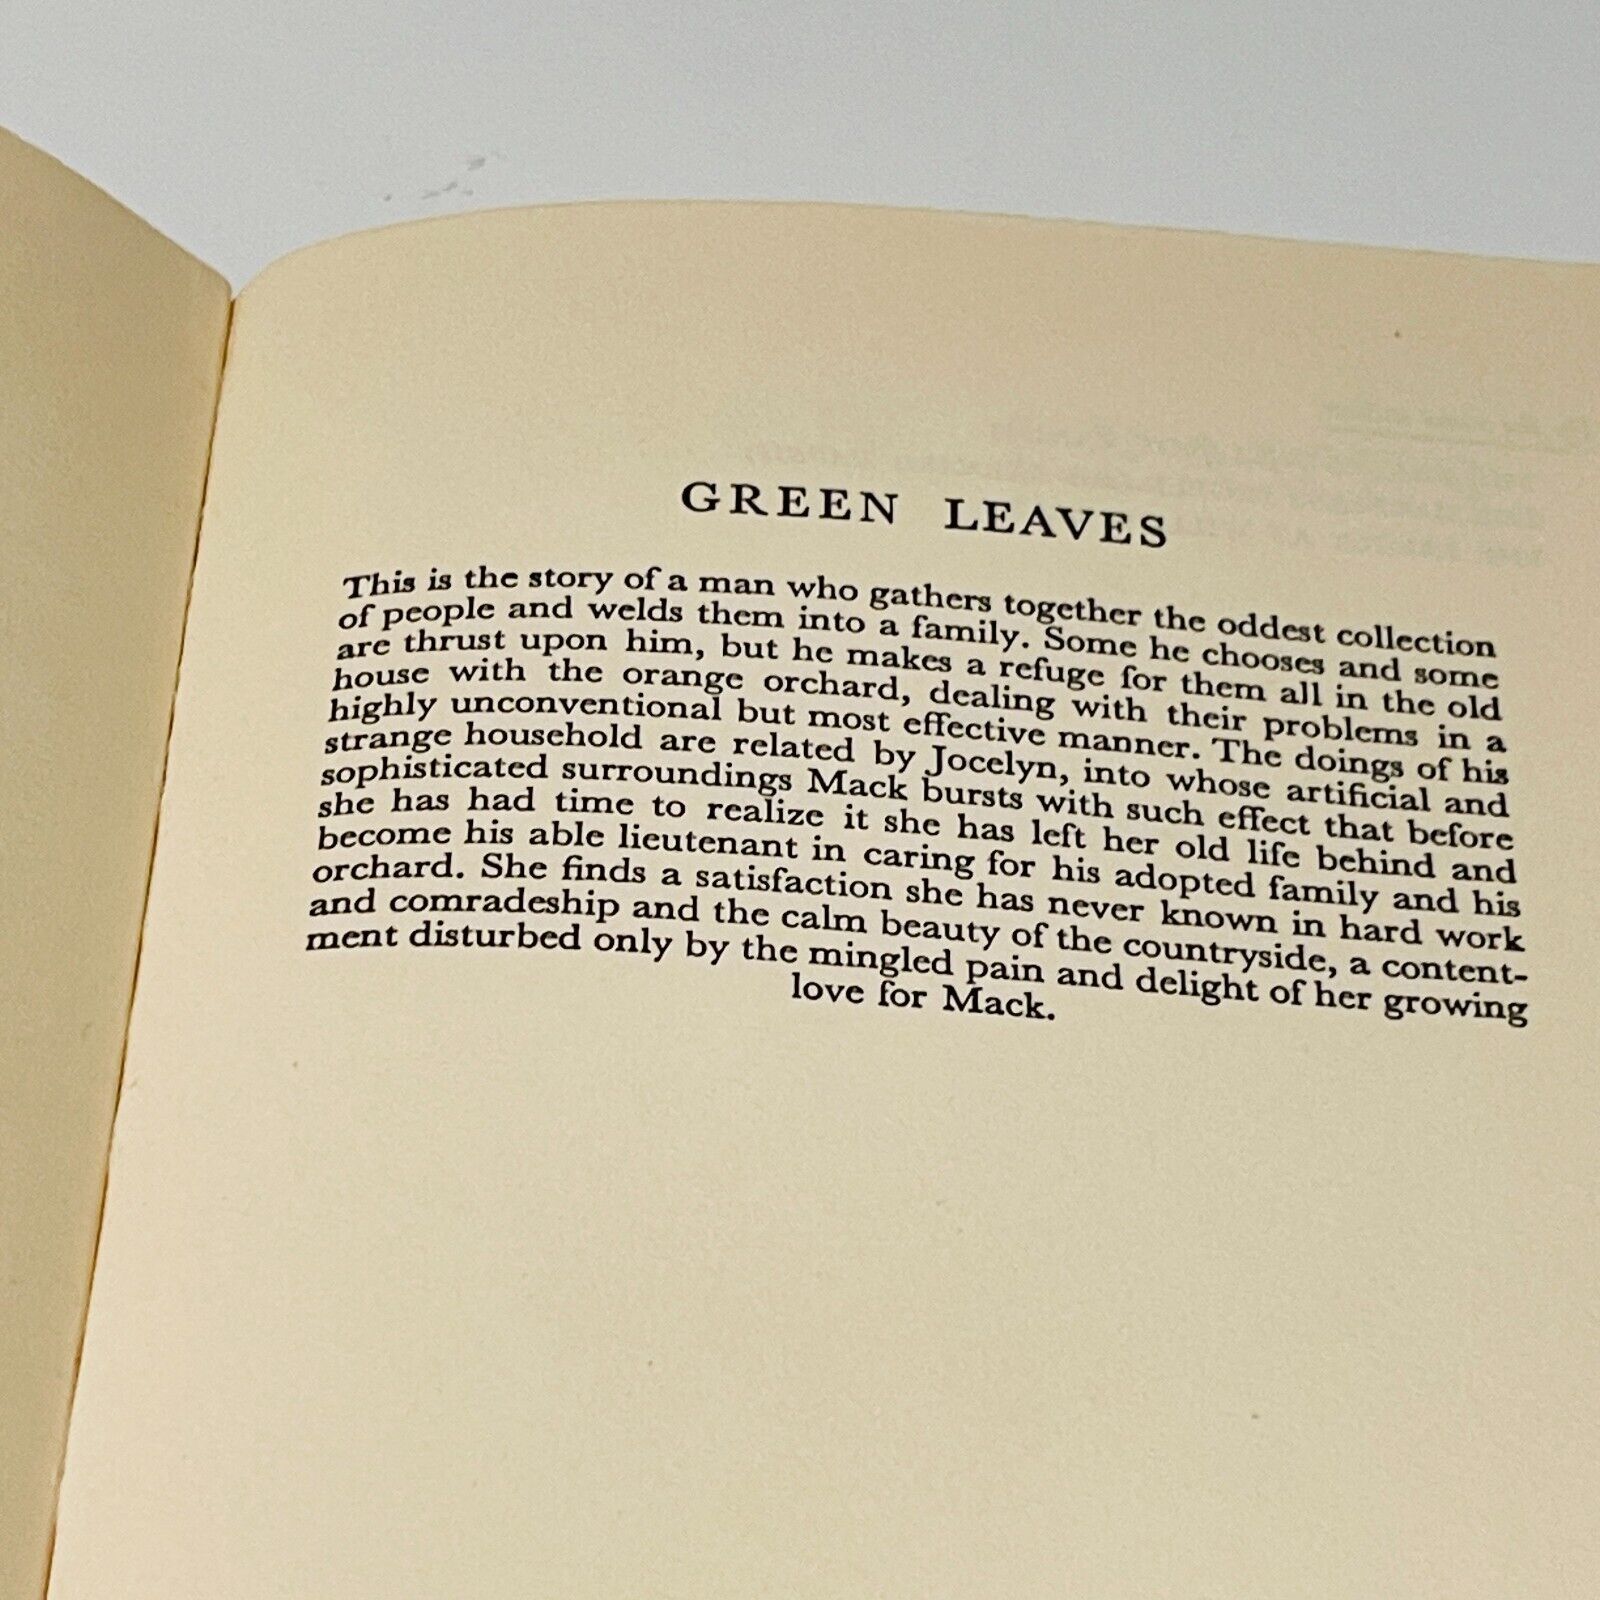 GREEN LEAVES
This is the story of a man who gathers together the oddest collection
of people and welds them into a family. Some he chooses and some
are thrust upon him, but he makes a refuge for them all in the old
house with the orange orchard, dealing with their problems in a
highly unconventional but most effective manner. The doings of his
strange household are related by Jocelyn, into whose artificial and
sophisticated surroundings Mack bursts with such effect that before
she has had time to realize it she has left her old life behind and
become his able lieutenant in caring for his adopted family and his
orchard. She finds a satisfaction she has never known in hard work
and comradeship and the calm beauty of the countryside, a content-
ment disturbed only by the mingled pain and delight of her growing
love for Mack.